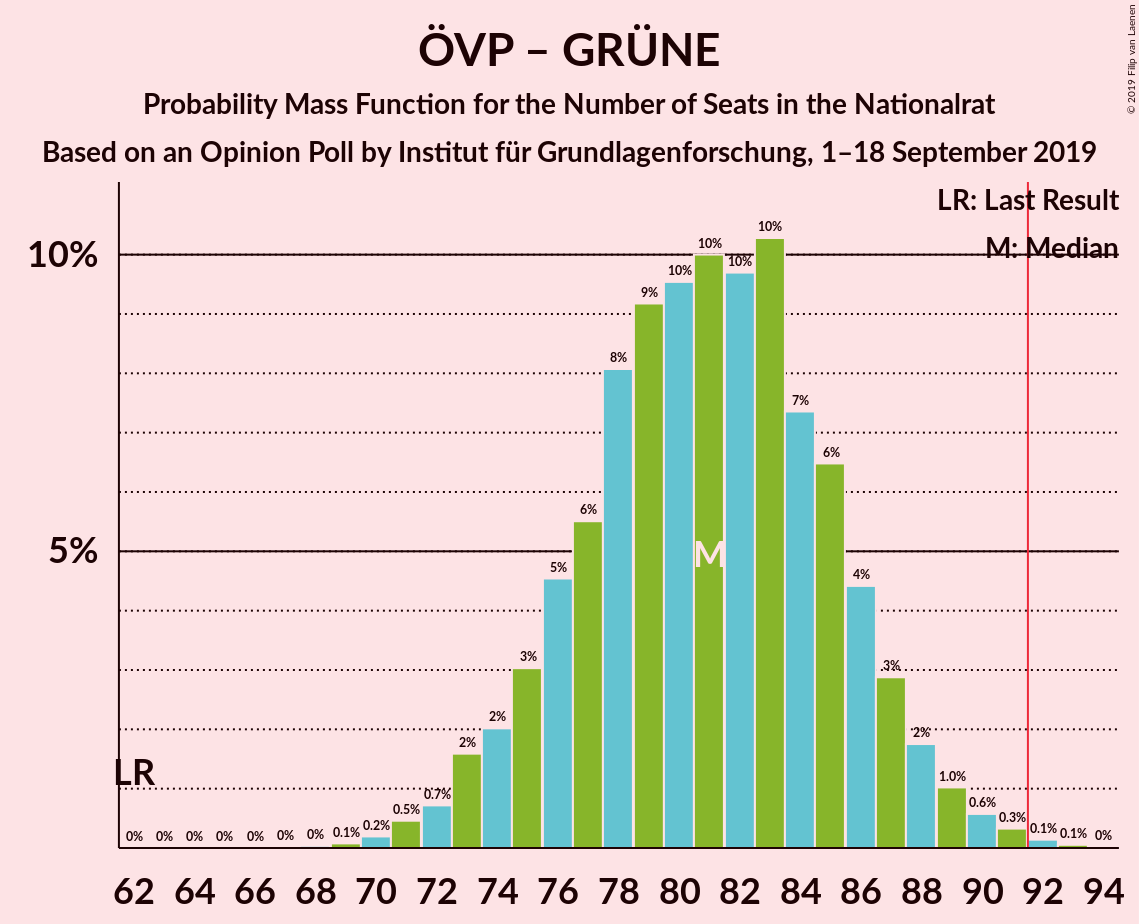 ÖVP – GRÜNE
Probability Mass Function for the Number of Seats in the Nationalrat
Based on an Opinion Poll by Institut für Grundlagenforschung, 1–18 September 2019
© 2019 Filip van Laenen
LR: Last Result
M: Median
10%
5%
LR
M
0% 0% 0% 0% 0% 0% 0% 0.1% 0.2% 0.5% 0.7% 2% 2% 3% 5% 6% 8% 9% 10% 10% 10% 10% 7% 6% 4% 3% 2% 1.0% 0.6% 0.3% 0.1% 0.1% 0%
62 64 66 68 70 72 74 76 78 80 82 84 86 88 90 92 94